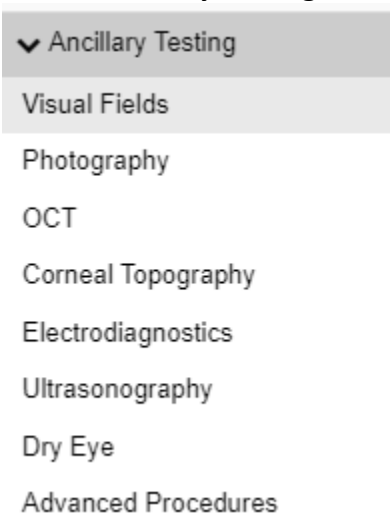 Ancillary Testing
Visual Fields
Photography
OCT
Corneal Topography
Electrodiagnostics
Ultrasonography
Dry Eye
Advanced Procedures